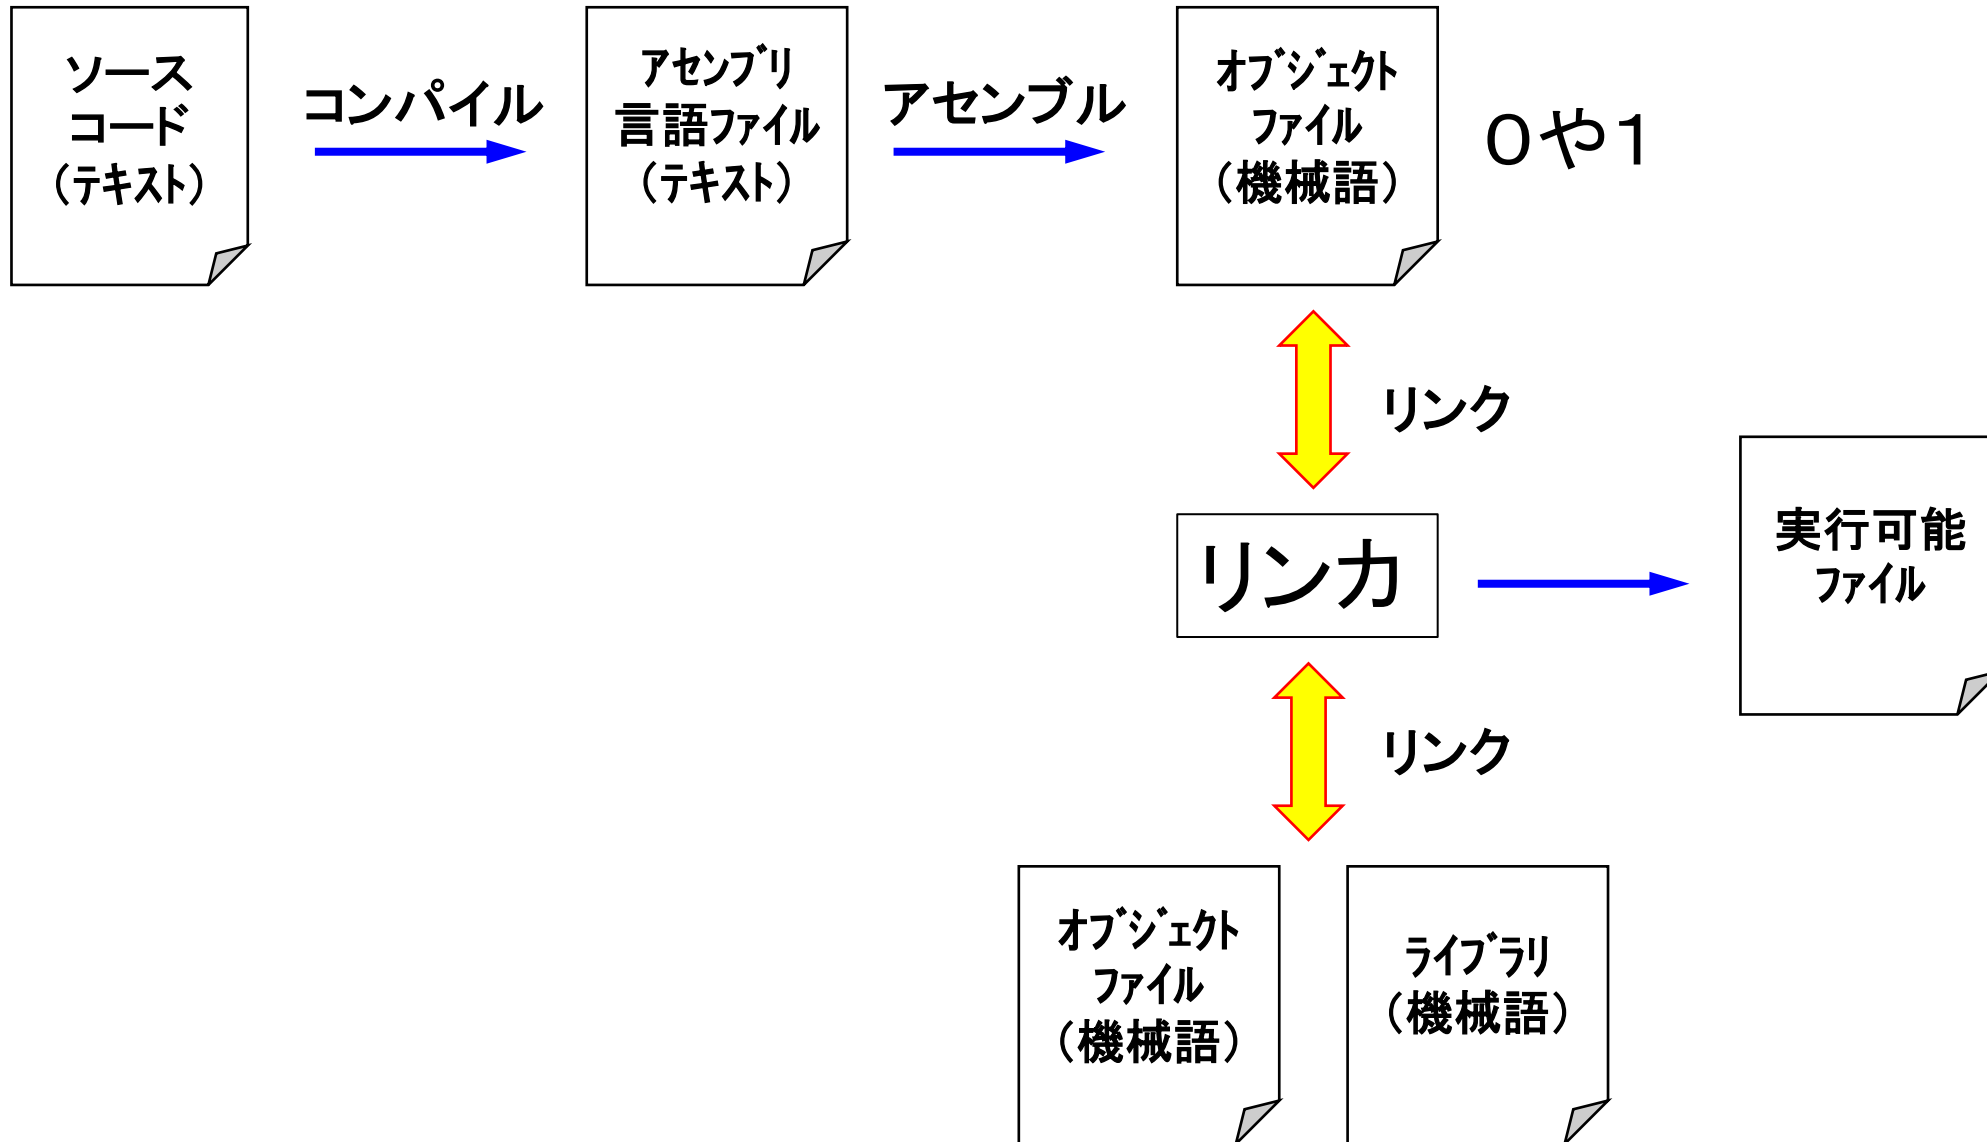 ソース
コード
(テキスト)
コンパイル
アセンブリ
言語ファイル
(テキスト)
アセンブル
オブジェクト
ファイル
(機械語)
０や１
リンク
リンカ
実行可能
ファイル
リンク
オブジェクト
ファイル
(機械語)
ライブラリ
(機械語)